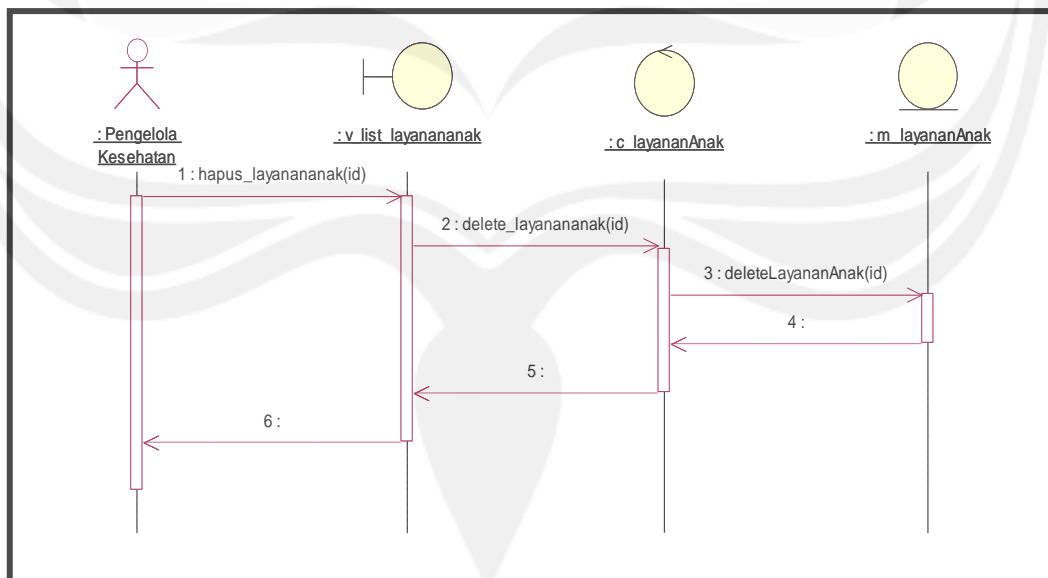 : Pengelola
Kesehatan
: v_list_layanananak
: c_layananAnak
: m_layananAnak
1 : hapus_layanananak(id)
2 : delete_layanananak(id)
3 : deleteLayananAnak(id)
4 :
5 :
6 :